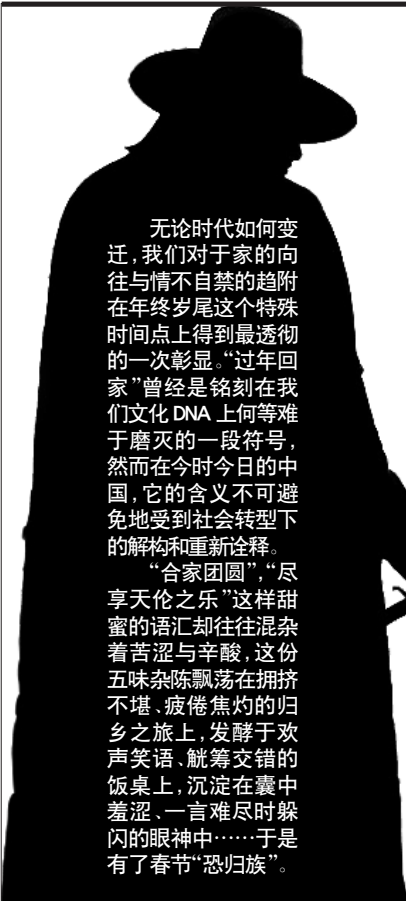 无论时代如何变
迁，我们对于家的向
往与情不自禁的趋附
在年终岁尾这个特殊
时间点上得到最透彻
的一次彰显。“过年回
家”曾经是铭刻在我
们文化 DNA 上何等难
于磨灭的一段符号，
然而在今时今日的中
国，它的含义不可避
免地受到社会转型下
的解构和重新诠释。
“合家团圆”，“尽
享天伦之乐”这样甜
蜜的语汇却往往混杂
着苦涩与辛酸，这份
五味杂陈飘荡在拥挤
不堪、疲倦焦灼的归
乡之旅上，发酵于欢
声笑语、觥筹交错的
饭桌上，沉淀在囊中
羞涩、一言难尽时躲
闪的眼神中……于是
有了春节“恐归族”。